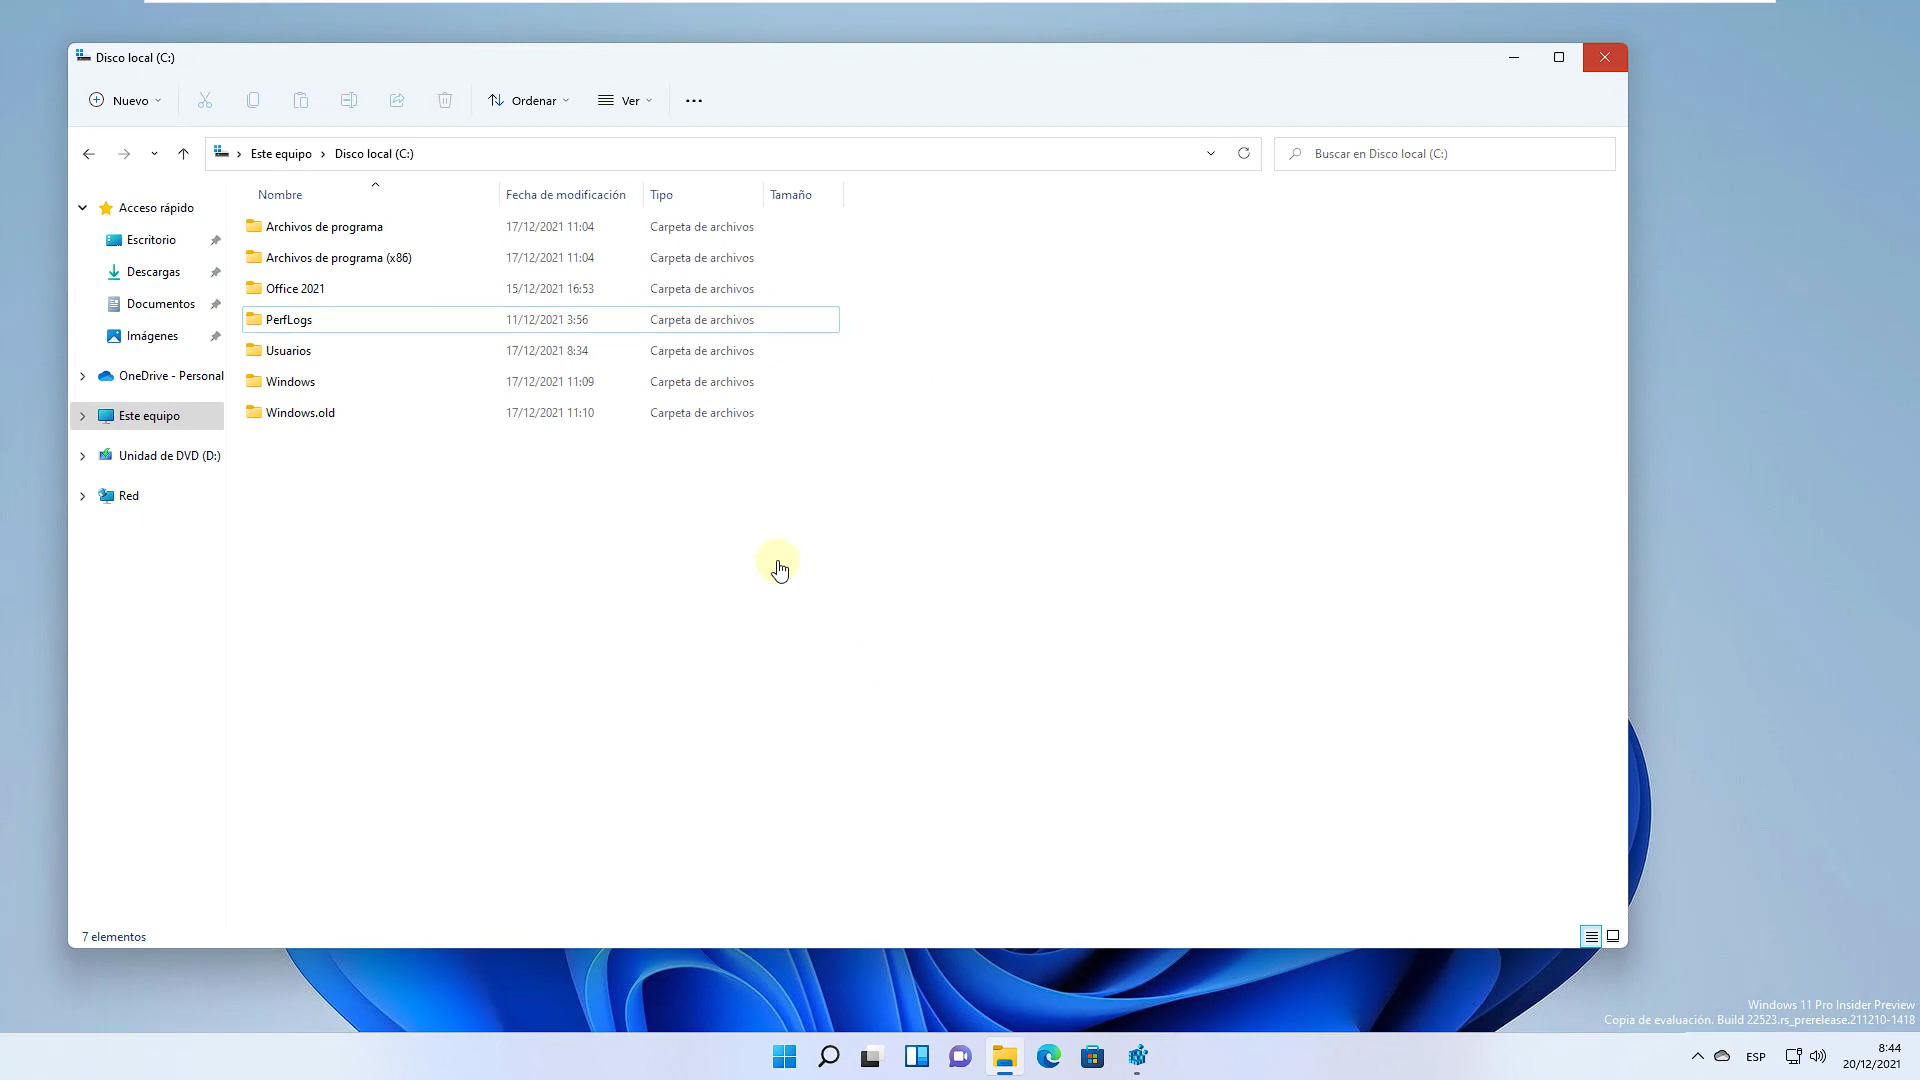 Disco local (C:)
Nuevo
Ordenar
Ver
Este equipo
Disco local (C:)
Buscar en Disco local (C:)
Nombre
Fecha de modificación
Tipo
Tamaño
Acceso rápido
Escritorio
Descargas
Documentos
Imágenes
OneDrive - Personal
Este equipo
Unidad de DVD (D:)
Red
Archivos de programa 17/12/2021 11:04 Carpeta de archivos
Archivos de programa (x86) 17/12/2021 11:04 Carpeta de archivos
Office 2021 15/12/2021 16:53 Carpeta de archivos
PerfLogs 11/12/2021 3:56 Carpeta de archivos
Usuarios 17/12/2021 8:34 Carpeta de archivos
Windows 17/12/2021 11:09 Carpeta de archivos
Windows.old 17/12/2021 11:10 Carpeta de archivos
7 elementos
Windows 11 Pro Insider Preview
Copia de evaluación. Build 22523.rs_prerelease.211210-1418
ESP
8:44
20/12/2021